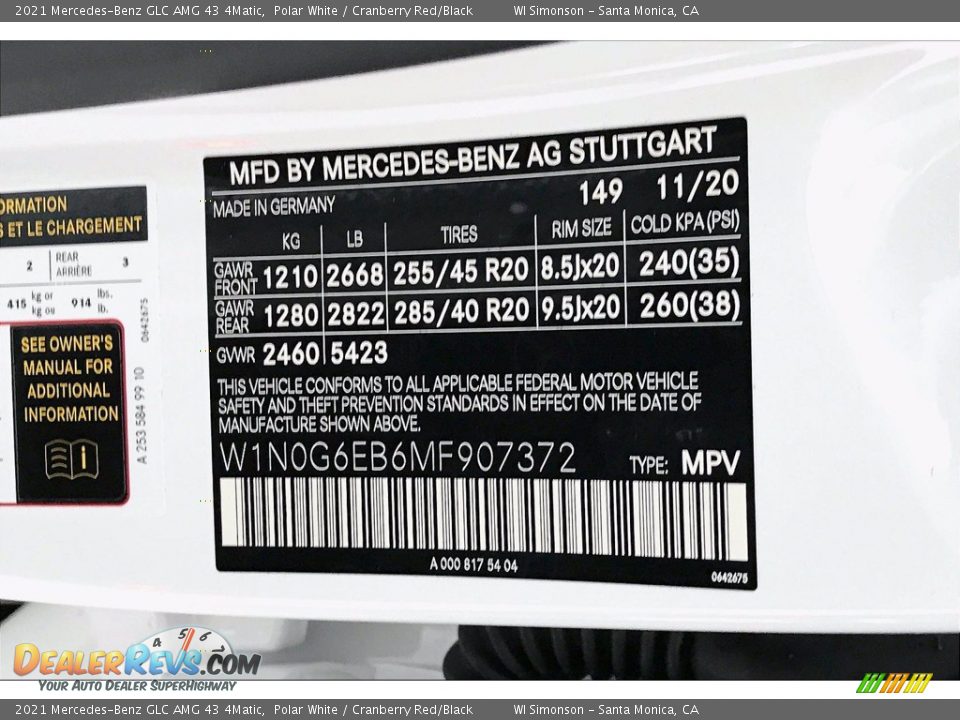 2021 Mercedes-Benz GLC AMG 43 4Matic, Polar White / Cranberry Red/Black WI Simonson - Santa Monica, CA
ORMATION
S ET LE CHARGEMENT
2 REAR ARRIÈRE 3
415 kg or kg ou 914 lbs. lb.
SEE OWNER'S
MANUAL FOR
ADDITIONAL
INFORMATION
0642675
A 253 584 99 10
MFD BY MERCEDES-BENZ AG STUTTGART
149 11/20
MADE IN GERMANY
KG LB TIRES RIM SIZE COLD KPA(PSI)
GAWR FRONT 1210 2668 255/45 R20 8.5Jx20 240(35)
GAWR REAR 1280 2822 285/40 R20 9.5Jx20 260(38)
GVWR 2460 5423
THIS VEHICLE CONFORMS TO ALL APPLICABLE FEDERAL MOTOR VEHICLE
SAFETY AND THEFT PREVENTION STANDARDS IN EFFECT ON THE DATE OF
MANUFACTURE SHOWN ABOVE.
W1N0G6EB6MF907372 TYPE: MPV
A 000 817 54 04
0642675
4 5 6
DEALERREVS.COM
YOUR AUTO DEALER SUPERHIGHWAY
2021 Mercedes-Benz GLC AMG 43 4Matic, Polar White / Cranberry Red/Black WI Simonson - Santa Monica, CA